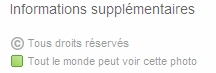 Informations supplémentaires
© Tous droits réservés
Tout le monde peut voir cette photo